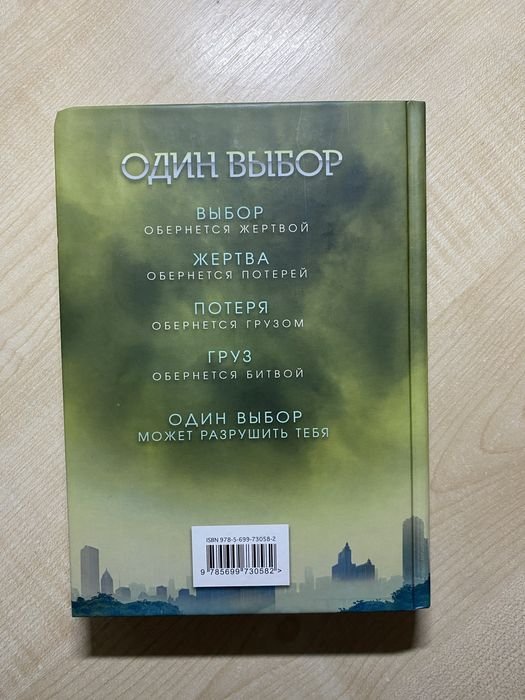 ОДИН ВЫБОР
ВЫБОР
ОБЕРНЕТСЯ ЖЕРТВОЙ
ЖЕРТВА
ОБЕРНЕТСЯ ПОТЕРЕЙ
ПОТЕРЯ
ОБЕРНЕТСЯ ГРУЗОМ
ГРУЗ
ОБЕРНЕТСЯ БИТВОЙ
ОДИН ВЫБОР
МОЖЕТ РАЗРУШИТЬ ТЕБЯ
ISBN 978-5-699-73058-2
9 785699 730582 >